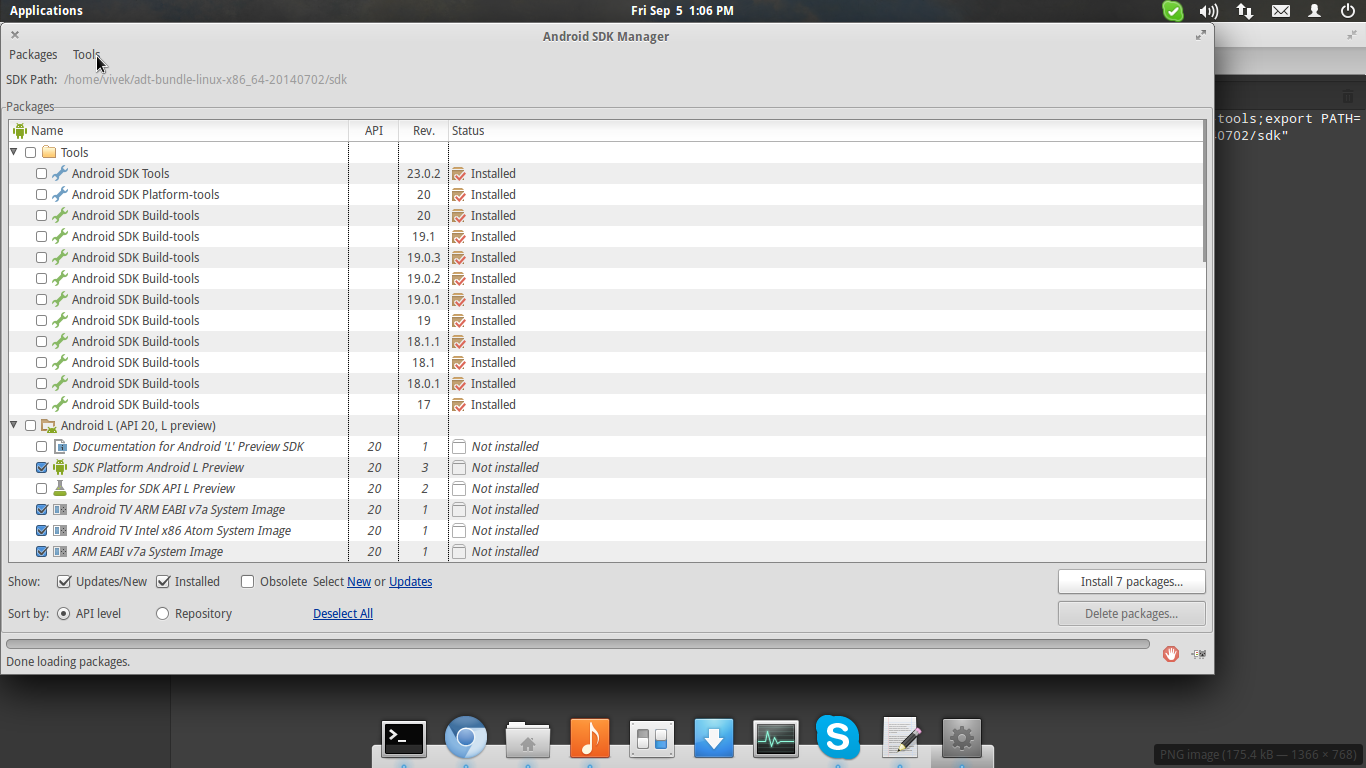 Applications
Fri Sep 5 1:06 PM
Android SDK Manager
Packages Tools
SDK Path: /home/vivek/adt-bundle-linux-x86_64-20140702/sdk
Packages
Name API Rev. Status
Tools
Android SDK Tools 23.0.2 Installed
Android SDK Platform-tools 20 Installed
Android SDK Build-tools 20 Installed
Android SDK Build-tools 19.1 Installed
Android SDK Build-tools 19.0.3 Installed
Android SDK Build-tools 19.0.2 Installed
Android SDK Build-tools 19.0.1 Installed
Android SDK Build-tools 19 Installed
Android SDK Build-tools 18.1.1 Installed
Android SDK Build-tools 18.1 Installed
Android SDK Build-tools 18.0.1 Installed
Android SDK Build-tools 17 Installed
Android L (API 20, L preview)
Documentation for Android 'L' Preview SDK 20 1 Not installed
SDK Platform Android L Preview 20 3 Not installed
Samples for SDK API L Preview 20 2 Not installed
Android TV ARM EABI v7a System Image 20 1 Not installed
Android TV Intel x86 Atom System Image 20 1 Not installed
ARM EABI v7a System Image 20 1 Not installed
Show: Updates/New Installed Obsolete Select New or Updates
Install 7 packages...
Sort by: API level Repository Deselect All
Delete packages...
Done loading packages.
tools;export PATH=
0702/sdk"
PNG image (175.4 kB — 1366 × 768)